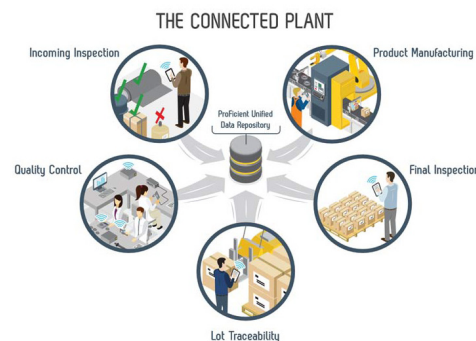 THE CONNECTED PLANT
Incoming Inspection
Product Manufacturing
ProFicient Unified
Data Repository
Quality Control
Final Inspection
Lot Traceability